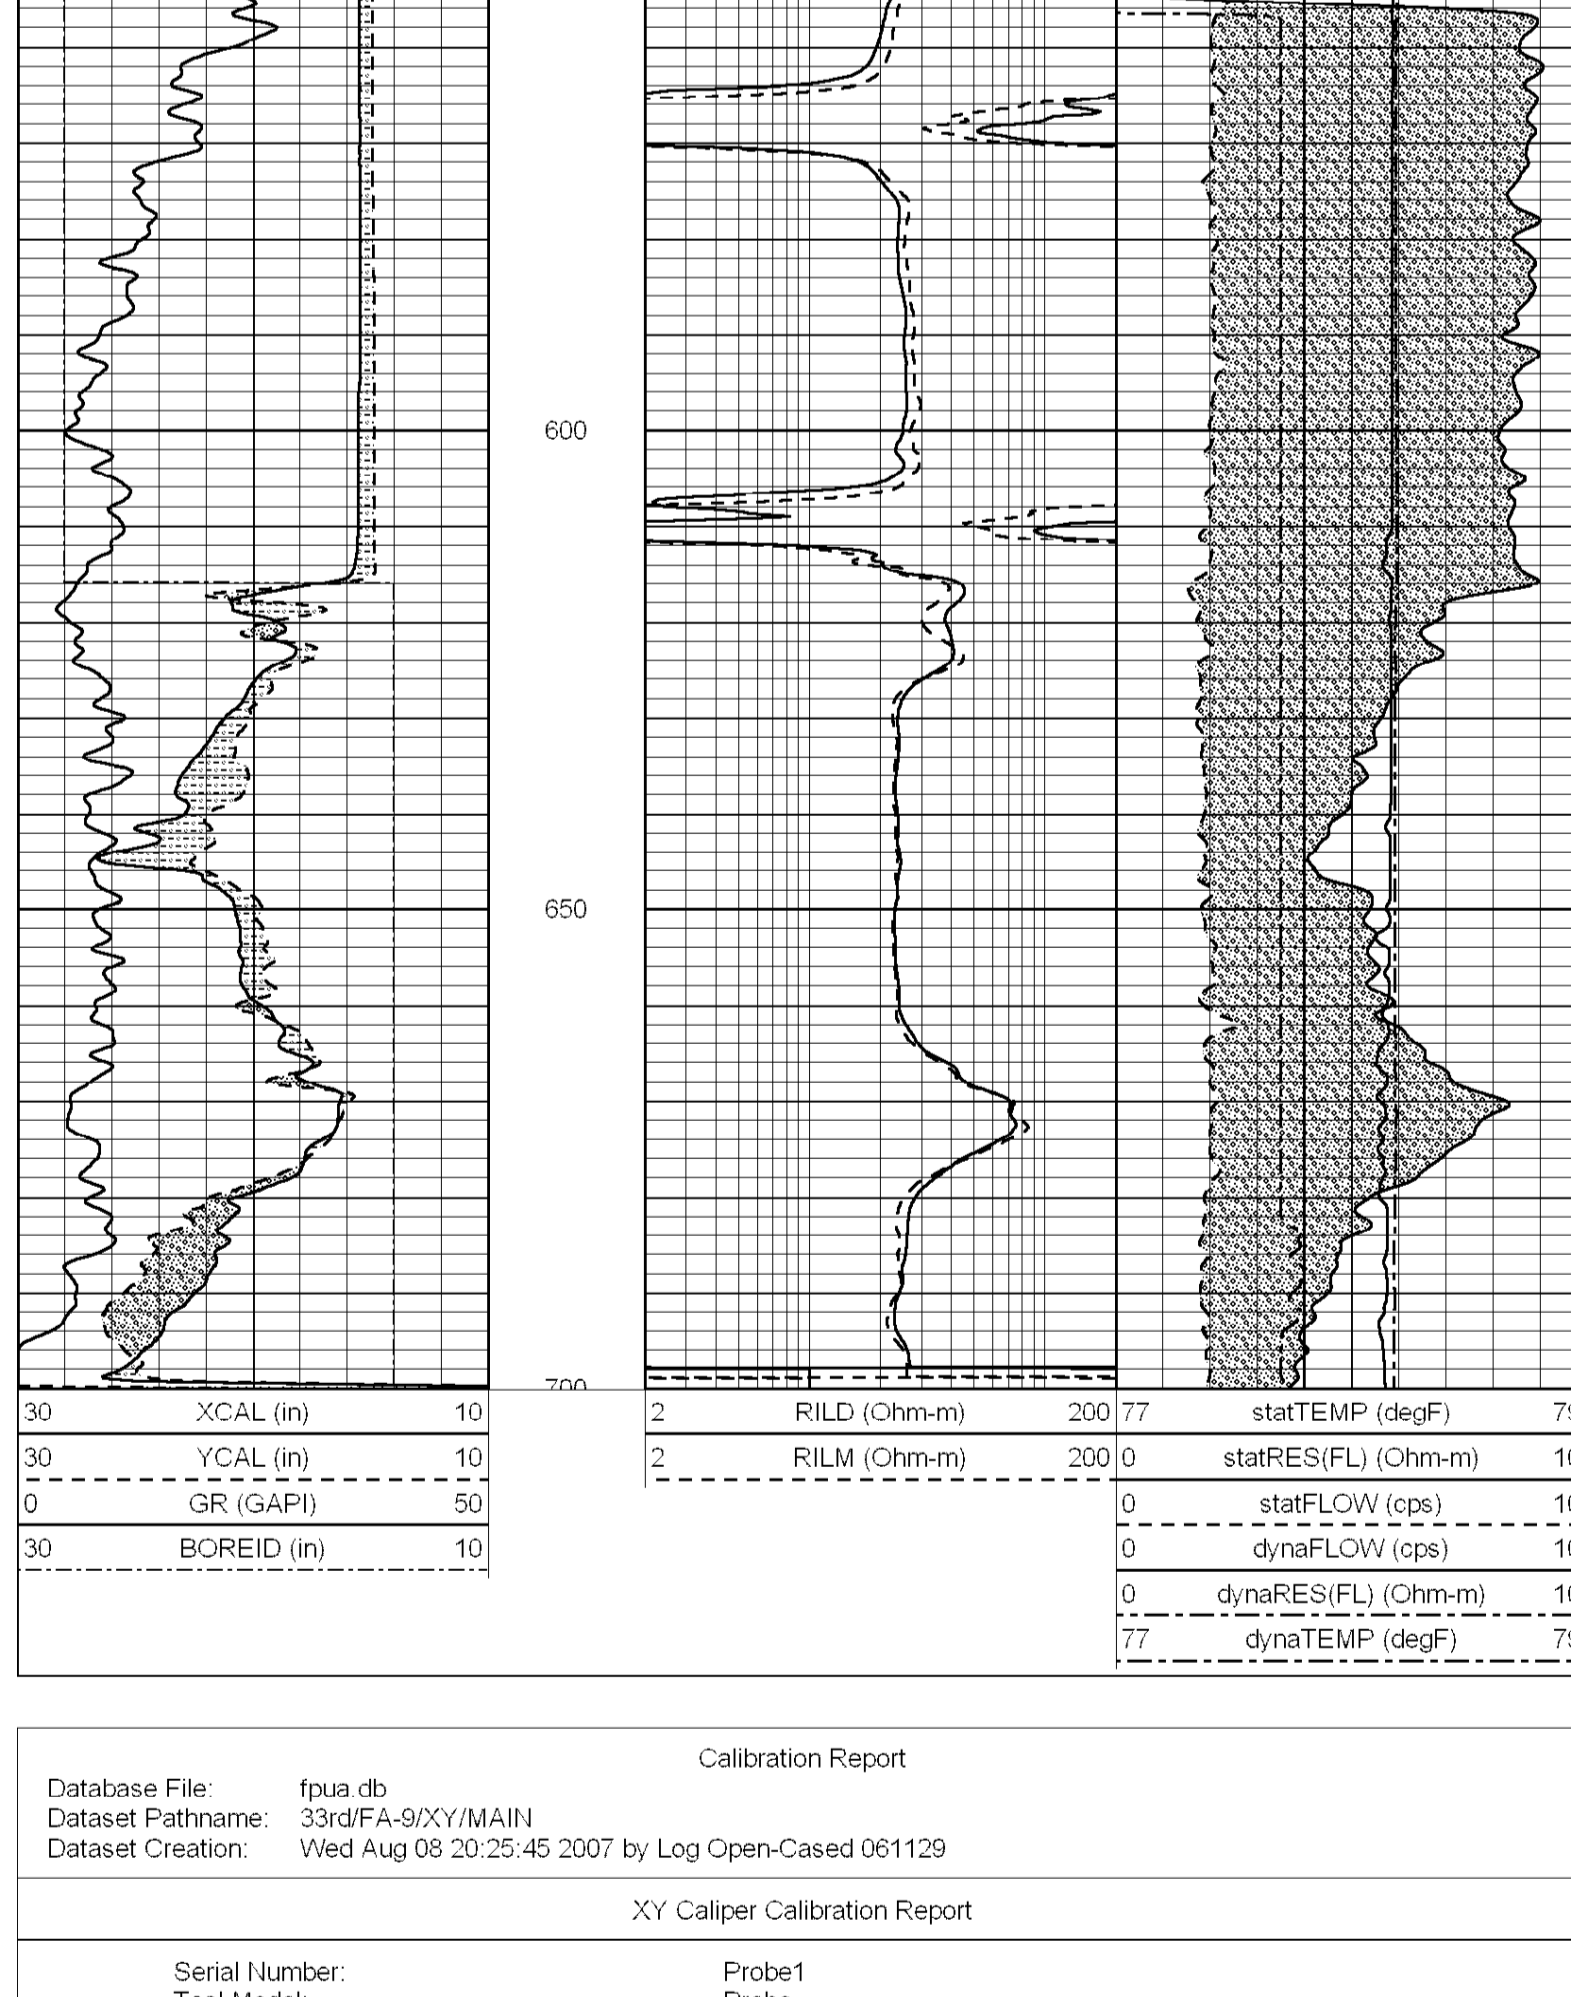 600
650
700
30 XCAL (in) 10
30 YCAL (in) 10
0 GR (GAPI) 50
30 BOREID (in) 10
2 RILD (Ohm-m) 200
2 RILM (Ohm-m) 200
77 statTEMP (degF)
0 statRES(FL) (Ohm-m)
0 statFLOW (cps)
0 dynaFLOW (cps)
0 dynaRES(FL) (Ohm-m)
77 dynaTEMP (degF)
Calibration Report
Database File: fpua.db
Dataset Pathname: 33rd/FA-9/XY/MAIN
Dataset Creation: Wed Aug 08 20:25:45 2007 by Log Open-Cased 061129
XY Caliper Calibration Report
Serial Number: Probe1